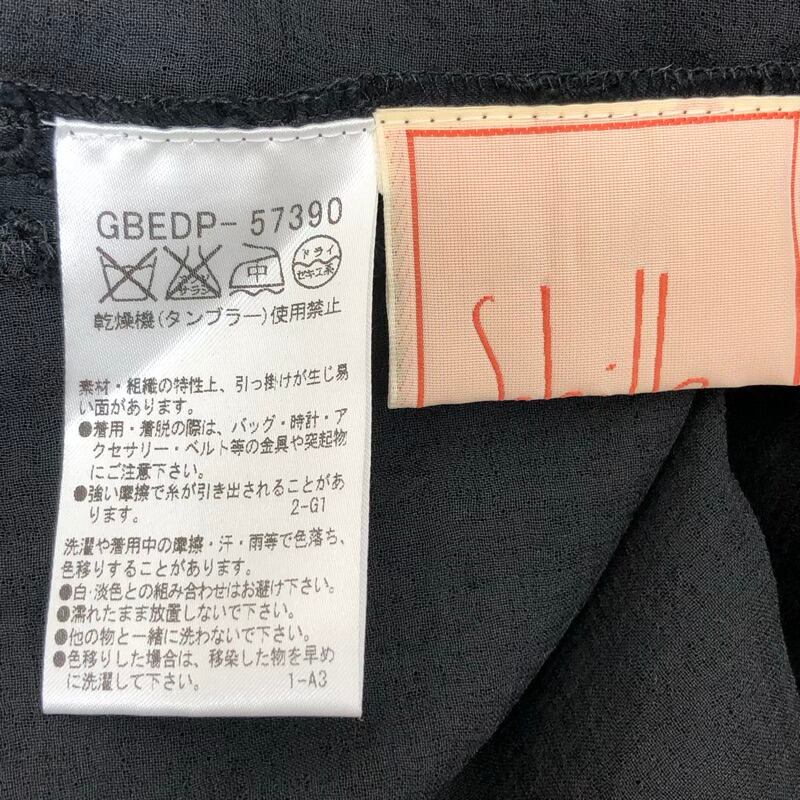 GBEDP-57390
エンソ サラシ 中 ドライ セキユ系
乾燥機(タンブラー)使用禁止
素材・組織の特性上、引っ掛けが生じ易
い面があります。
●着用・着脱の際は、バッグ・時計・ア
クセサリー・ベルト等の金具や突起物
にご注意下さい。
●強い摩擦で糸が引き出されることがあ
ります。 2-G1
洗濯や着用中の摩擦・汗・雨等で色落ち、
色移りすることがあります。
●白・淡色との組み合わせはお避け下さい。
●濡れたまま放置しないで下さい。
●他の物と一緒に洗わないで下さい。
●色移りした場合は、移染した物を早め
に洗濯して下さい。 1-A3
Sybilla